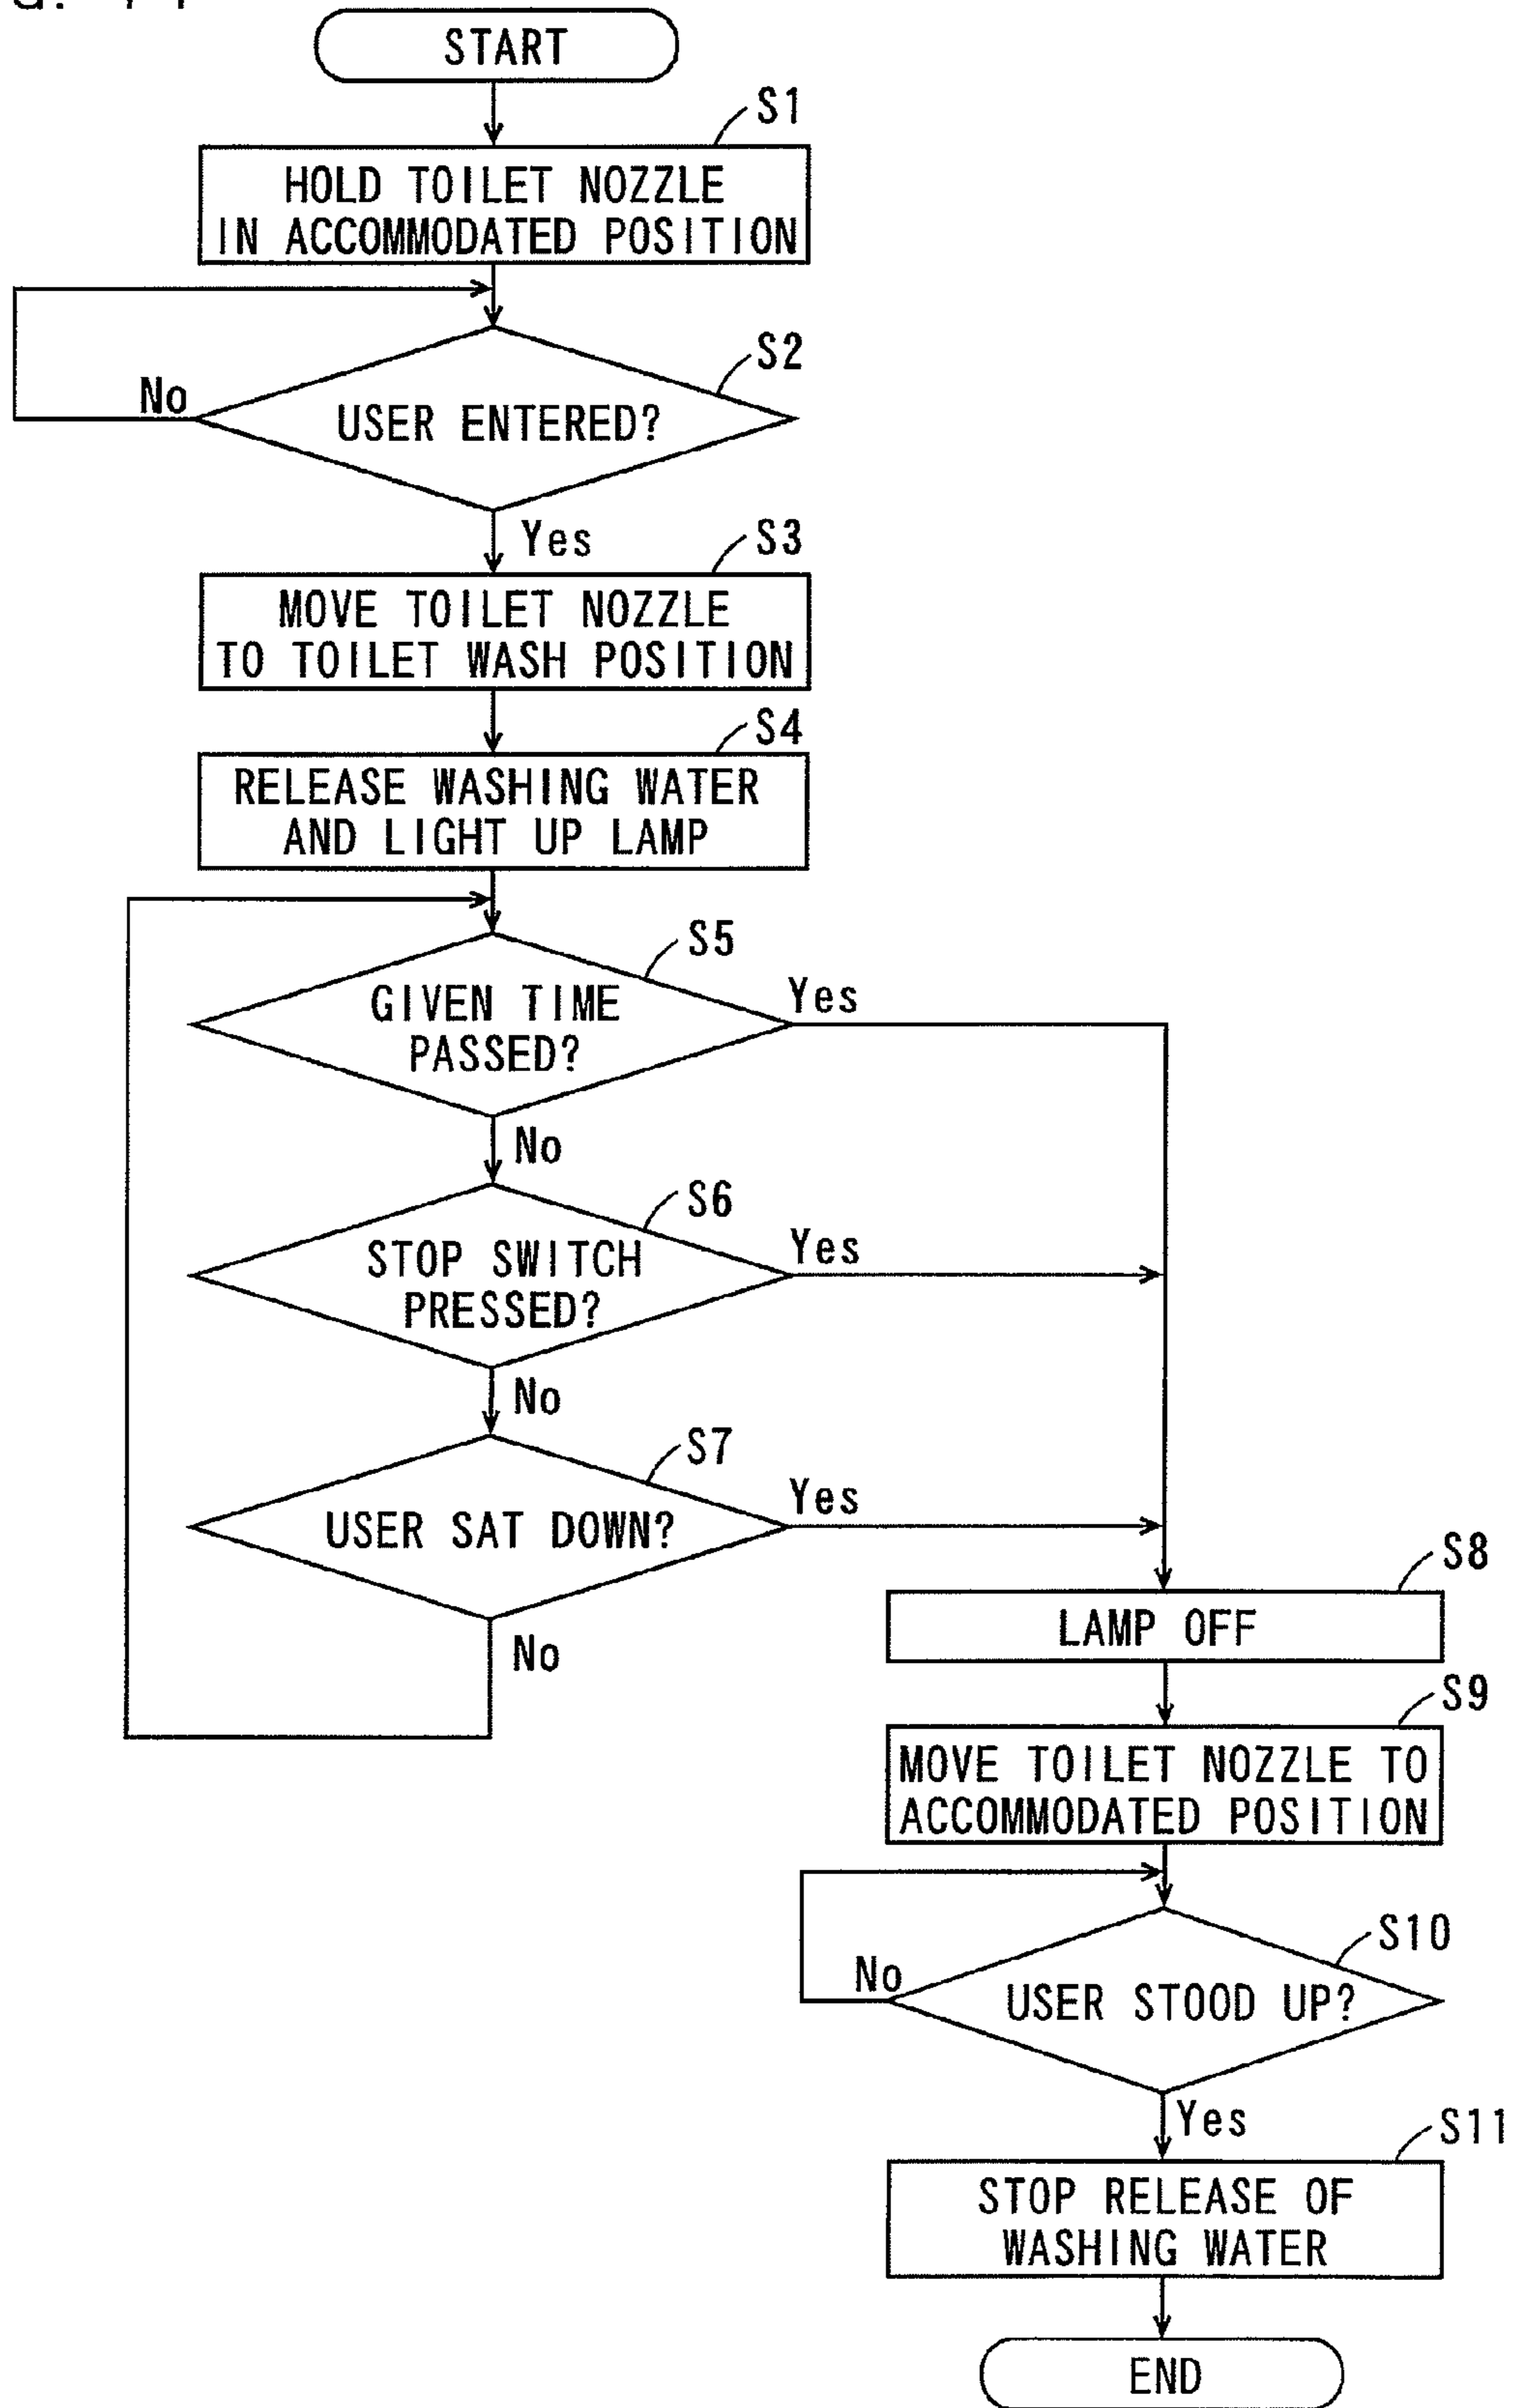 START
S1
HOLD TOILET NOZZLE
IN ACCOMMODATED POSITION
S2
No
USER ENTERED?
Yes
S3
MOVE TOILET NOZZLE
TO TOILET WASH POSITION
S4
RELEASE WASHING WATER
AND LIGHT UP LAMP
S5
GIVEN TIME
PASSED?
Yes
No
S6
STOP SWITCH
PRESSED?
Yes
No
S7
USER SAT DOWN?
Yes
No
S8
LAMP OFF
S9
MOVE TOILET NOZZLE TO
ACCOMMODATED POSITION
S10
No
USER STOOD UP?
Yes
S11
STOP RELEASE OF
WASHING WATER
END